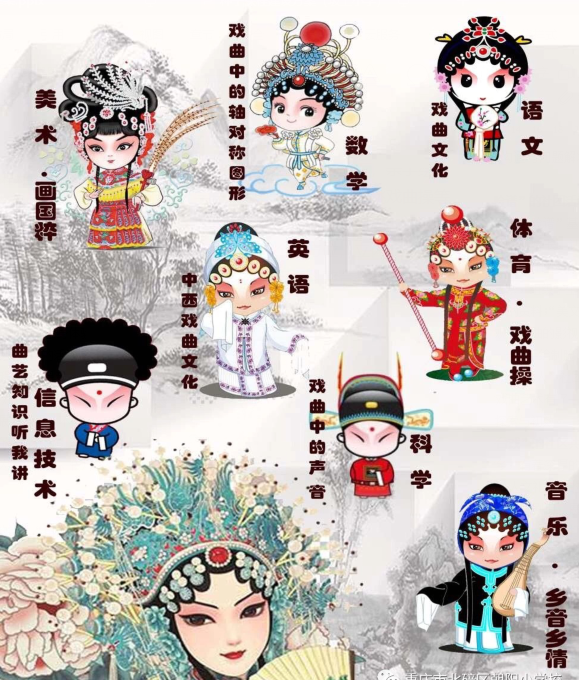 美术·画国粹
戏曲中的轴对称图形
数学
戏曲文化
语文
中西戏曲文化
英语
体育·戏曲操
曲艺知识听我讲
信息技术
戏曲中的声音
科学
音乐·乡音乡情